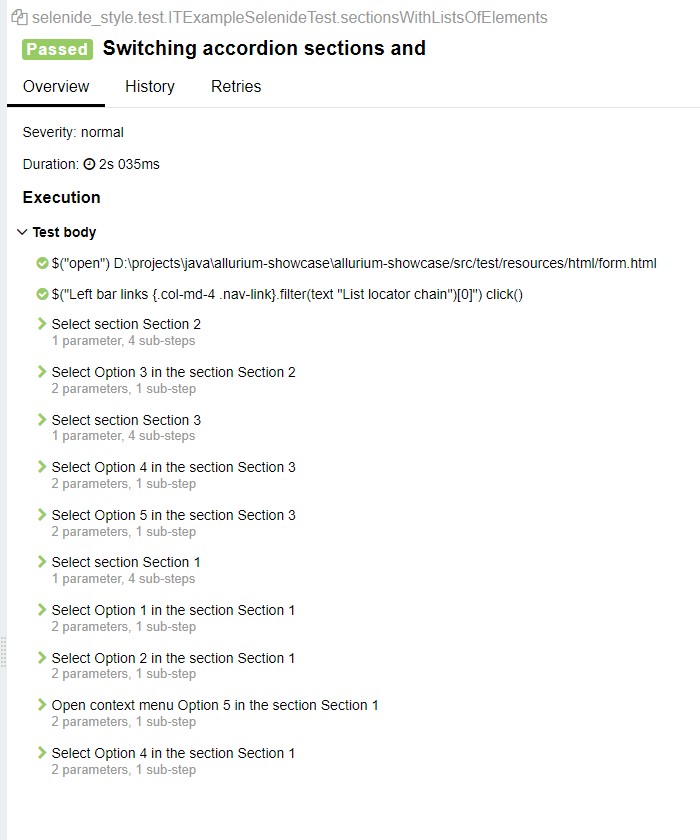 selenide_style.test.ITExampleSelenideTest.sectionsWithListsOfElements
Passed Switching accordion sections and
Overview History Retries
Severity: normal
Duration: 2s 035ms
Execution
Test body
$("open") D:\projects\java\allurium-showcase\allurium-showcase/src/test/resources/html/form.html
$("Left bar links {.col-md-4 .nav-link}.filter(text "List locator chain")[0]") click()
Select section Section 2
1 parameter, 4 sub-steps
Select Option 3 in the section Section 2
2 parameters, 1 sub-step
Select section Section 3
1 parameter, 4 sub-steps
Select Option 4 in the section Section 3
2 parameters, 1 sub-step
Select Option 5 in the section Section 3
2 parameters, 1 sub-step
Select section Section 1
1 parameter, 4 sub-steps
Select Option 1 in the section Section 1
2 parameters, 1 sub-step
Select Option 2 in the section Section 1
2 parameters, 1 sub-step
Open context menu Option 5 in the section Section 1
2 parameters, 1 sub-step
Select Option 4 in the section Section 1
2 parameters, 1 sub-step